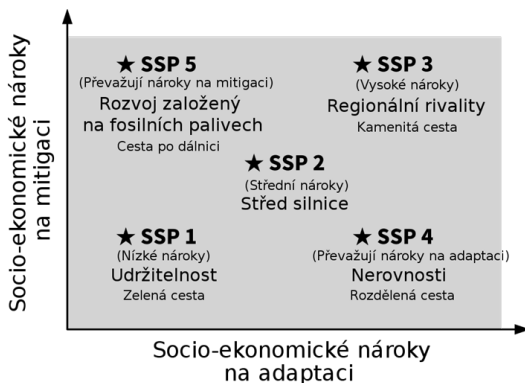 Socio-ekonomické nároky
na mitigaci
★ SSP 5
(Převažují nároky na mitigaci)
Rozvoj založený
na fosilních palivech
Cesta po dálnici
★ SSP 3
(Vysoké nároky)
Regionální rivality
Kamenitá cesta
★ SSP 2
(Střední nároky)
Střed silnice
★ SSP 1
(Nízké nároky)
Udržitelnost
Zelená cesta
★ SSP 4
(Převažují nároky na adaptaci)
Nerovnosti
Rozdělená cesta
Socio-ekonomické nároky
na adaptaci